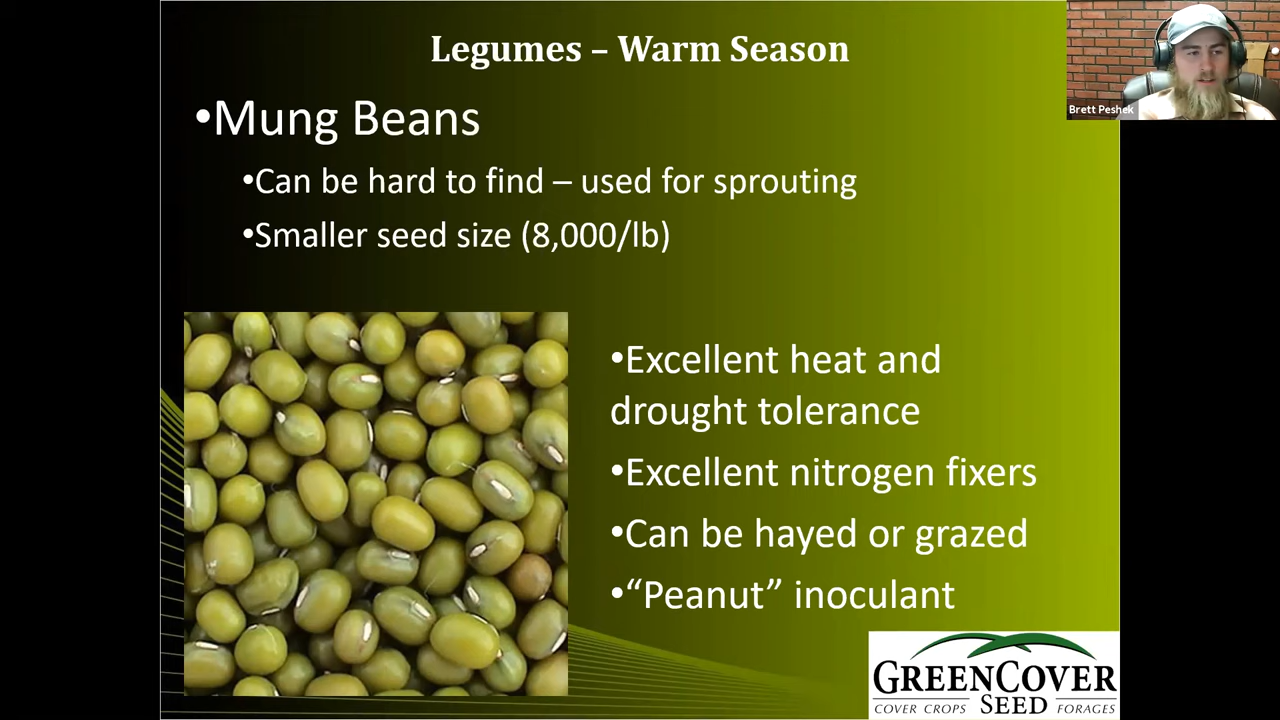 Legumes – Warm Season
Brett Peshek
•Mung Beans
•Can be hard to find – used for sprouting
•Smaller seed size (8,000/lb)
•Excellent heat and
drought tolerance
•Excellent nitrogen fixers
•Can be hayed or grazed
•“Peanut” inoculant
GREENCOVER
COVER CROPS SEED FORAGES